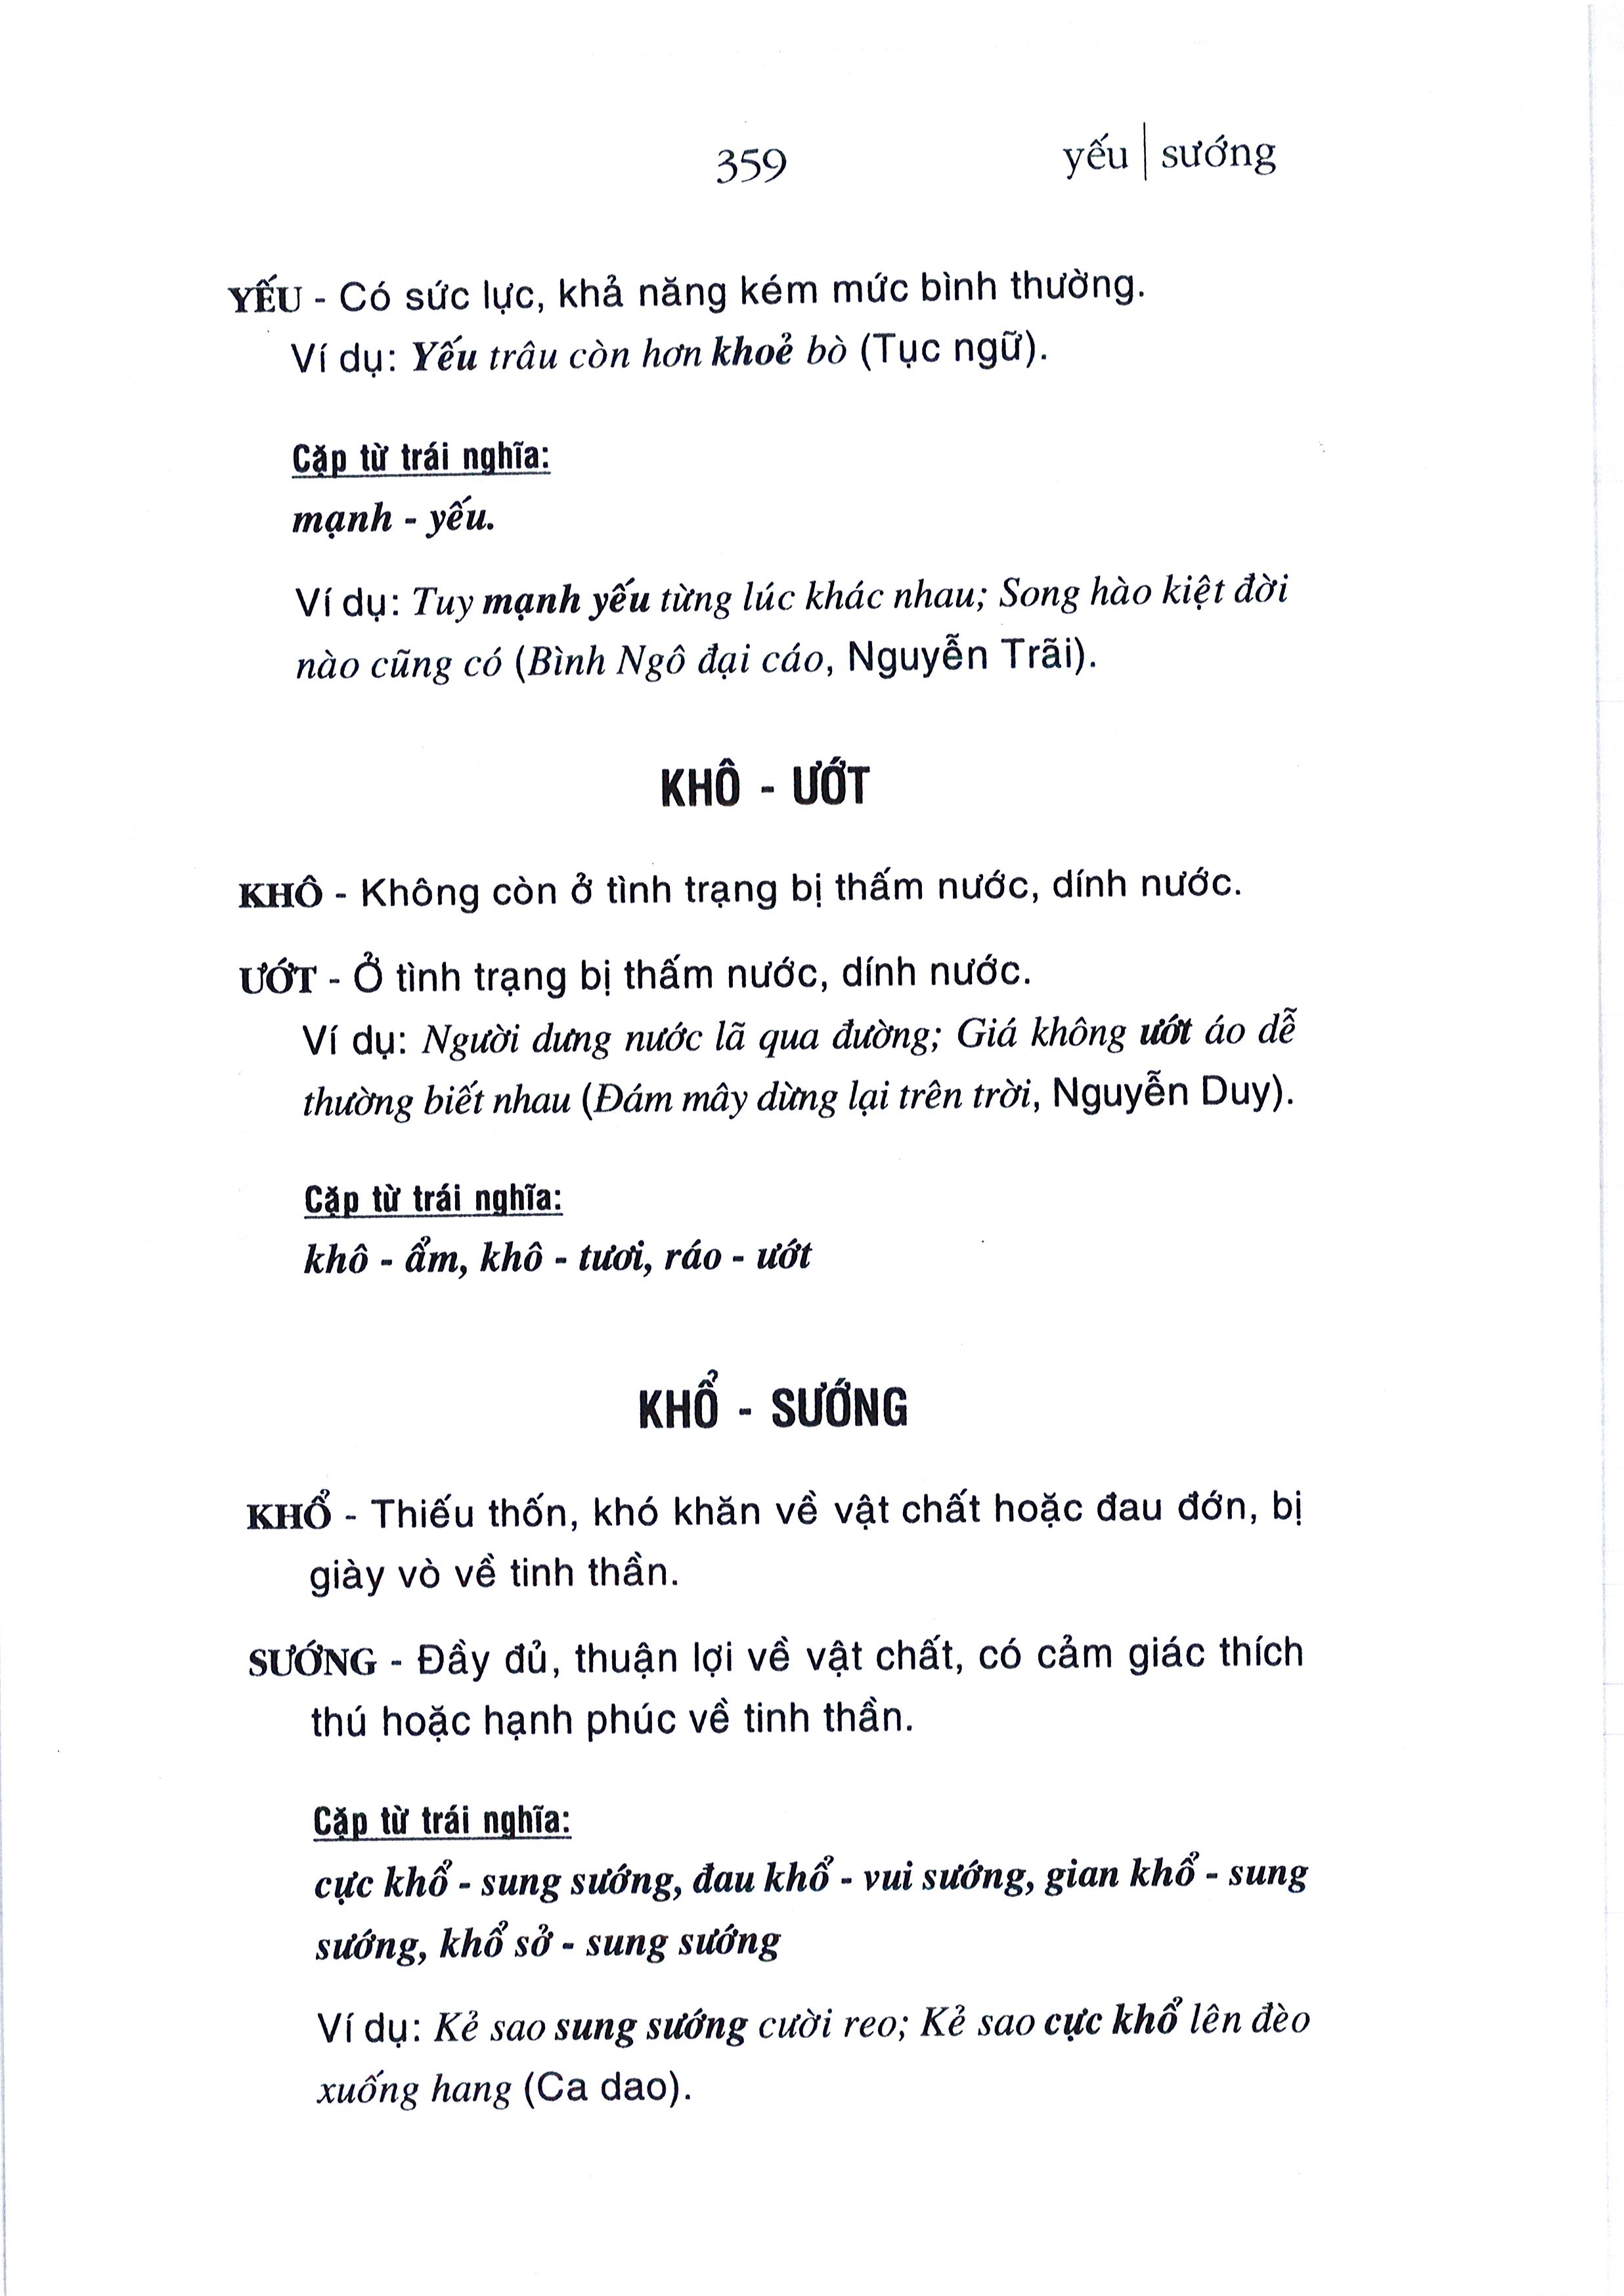 359
yếu | sướng
YẾU - Có sức lực, khả năng kém mức bình thường.
Ví dụ: Yếu trâu còn hơn khoẻ bò (Tục ngữ).
Cặp từ trái nghĩa:
mạnh - yếu.
Ví dụ: Tuy mạnh yếu từng lúc khác nhau; Song hào kiệt đời
nào cũng có (Bình Ngô đại cáo, Nguyễn Trãi).
KHÔ - ƯỚT
KHÔ - Không còn ở tình trạng bị thấm nước, dính nước.
ƯỚT - Ở tình trạng bị thấm nước, dính nước.
Ví dụ: Người dưng nước lã qua đường; Giá không ướt áo dễ
thường biết nhau (Đám mây dừng lại trên trời, Nguyễn Duy).
Cặp từ trái nghĩa:
khô - ẩm, khô - tươi, ráo - ướt
KHỔ - SƯỚNG
KHỔ - Thiếu thốn, khó khăn về vật chất hoặc đau đớn, bị
giày vò về tinh thần.
SƯỚNG - Đầy đủ, thuận lợi về vật chất, có cảm giác thích
thú hoặc hạnh phúc về tinh thần.
Cặp từ trái nghĩa:
cực khổ - sung sướng, đau khổ - vui sướng, gian khổ - sung
sướng, khổ sở - sung sướng
Ví dụ: Kẻ sao sung sướng cười reo; Kẻ sao cực khổ lên đèo
xuống hang (Ca dao).